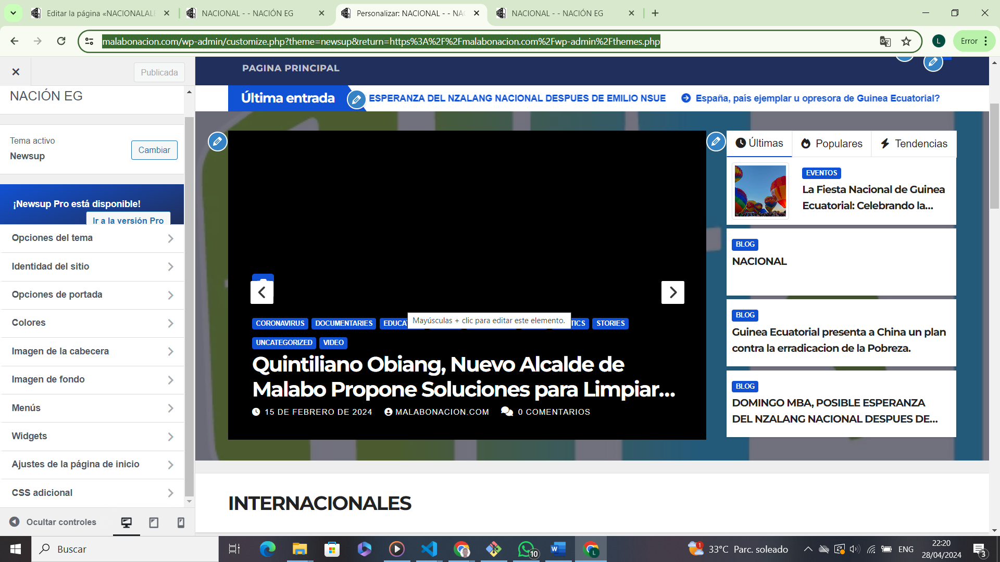 Editar la página «NACIONALALE
NACIONAL - - NACIÓN EG
Personalizar: NACIONAL - - NAC
NACIONAL - - NACIÓN EG
malabonacion.com/wp-admin/customize.php?theme=newsup&return=https%3A%2F%2Fmalabonacion.com%2Fwp-admin%2Fthemes.php
L
Error
Publicada
NACIÓN EG
Tema activo
Newsup
Cambiar
¡Newsup Pro está disponible!
Ir a la versión Pro
Opciones del tema
Identidad del sitio
Opciones de portada
Colores
Imagen de la cabecera
Imagen de fondo
Menús
Widgets
Ajustes de la página de inicio
CSS adicional
Ocultar controles
PAGINA PRINCIPAL
Última entrada
ESPERANZA DEL NZALANG NACIONAL DESPUES DE EMILIO NSUE
España, país ejemplar u opresora de Guinea Ecuatorial?
CORONAVIRUS DOCUMENTARIES EDUCA TICS STORIES
Mayúsculas + clic para editar este elemento.
UNCATEGORIZED VIDEO
Quintiliano Obiang, Nuevo Alcalde de
Malabo Propone Soluciones para Limpiar...
15 DE FEBRERO DE 2024 MALABONACION.COM 0 COMENTARIOS
Últimas Populares Tendencias
EVENTOS
La Fiesta Nacional de Guinea
Ecuatorial: Celebrando la...
BLOG
NACIONAL
BLOG
Guinea Ecuatorial presenta a China un plan
contra la erradicacion de la Pobreza.
BLOG
DOMINGO MBA, POSIBLE ESPERANZA
DEL NZALANG NACIONAL DESPUES DE...
INTERNACIONALES
Buscar
10
L
1
33°C Parc. soleado
ENG
22:20
28/04/2024
3